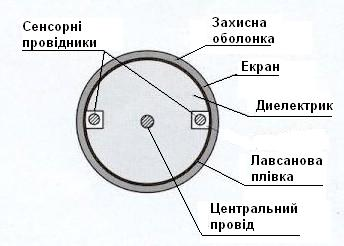 Сенсорні
провідники
Захисна
оболонка
Екран
Диелектрик
Лавсанова
плівка
Центральний
провід